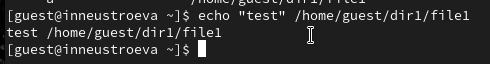 [guest@inneustroeva ~]$ echo "test" /home/guest/dir1/file1
test /home/guest/dir1/file1
[guest@inneustroeva ~]$